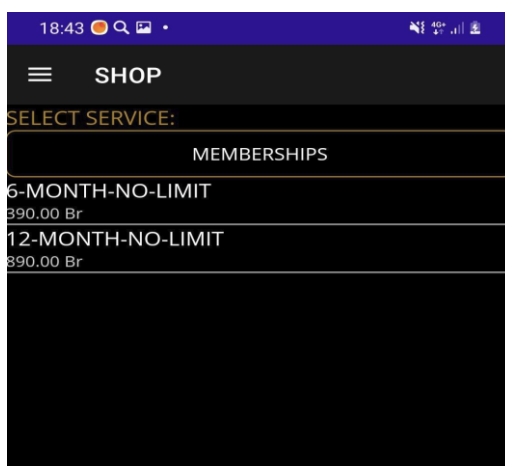 18:43
4G+
SHOP
SELECT SERVICE:
MEMBERSHIPS
6-MONTH-NO-LIMIT
390.00 Br
12-MONTH-NO-LIMIT
890.00 Br